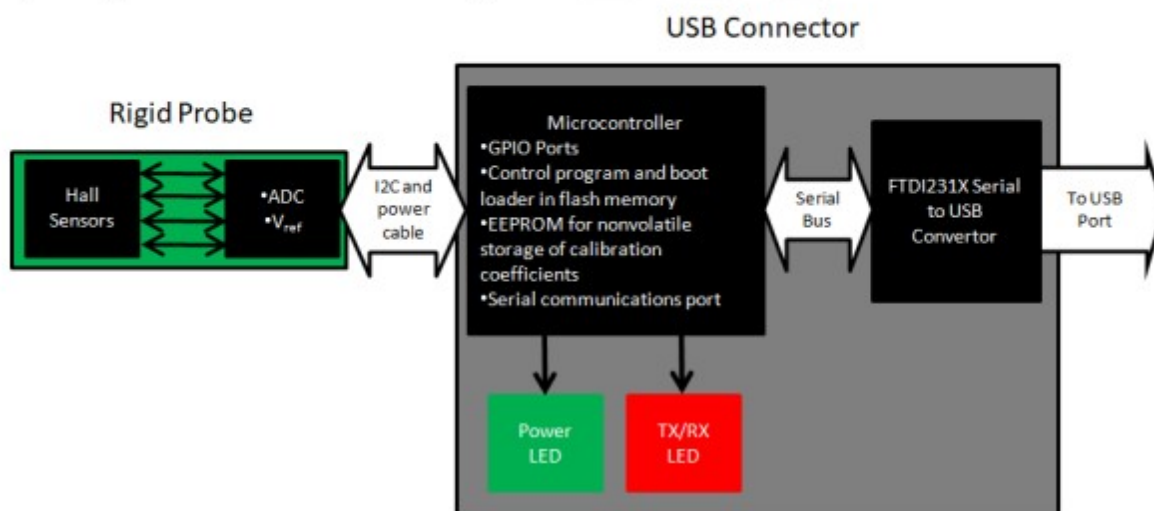 USB Connector
Rigid Probe
Hall
Sensors
•ADC
•Vref
I2C and
power
cable
Microcontroller
•GPIO Ports
•Control program and boot
loader in flash memory
•EEPROM for nonvolatile
storage of calibration
coefficients
•Serial communications port
Serial
Bus
FTDI231X Serial
to USB
Convertor
To USB
Port
Power
LED
TX/RX
LED